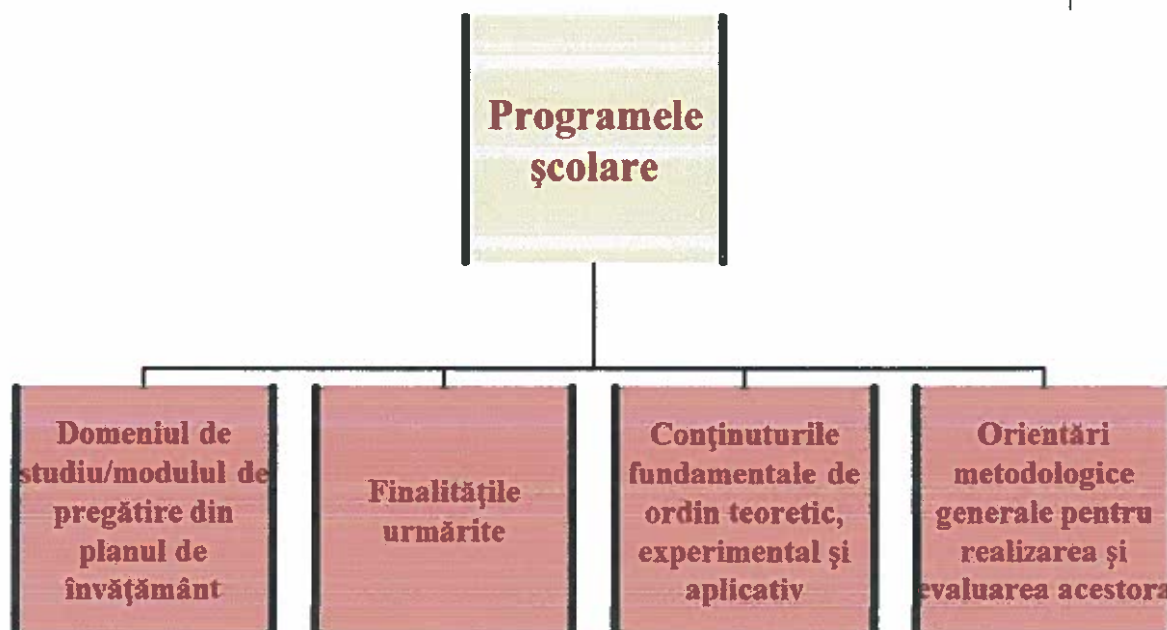 Programele
şcolare
Domeniul de
studiu/modulul de
pregătire din
planul de
învăţământ
Finalităţile
urmărite
Conţinuturile
fundamentale de
ordin teoretic,
experimental şi
aplicativ
Orientări
metodologice
generale pentru
realizarea şi
evaluarea acestora